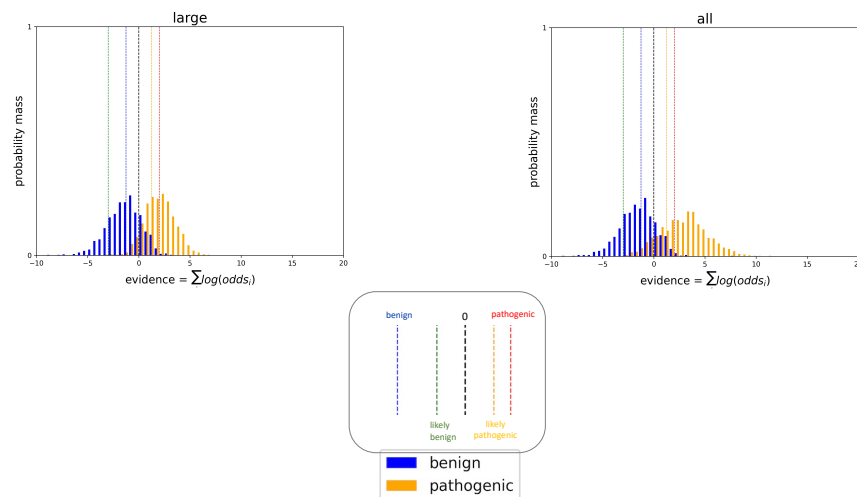 large
1
probability mass
0
−10
−5
0
5
10
15
20
evidence = ∑log(odds_i)
all
1
probability mass
0
−10
−5
0
5
10
15
20
evidence = ∑log(odds_i)
benign
0
pathogenic
likely
benign
likely
pathogenic
benign
pathogenic